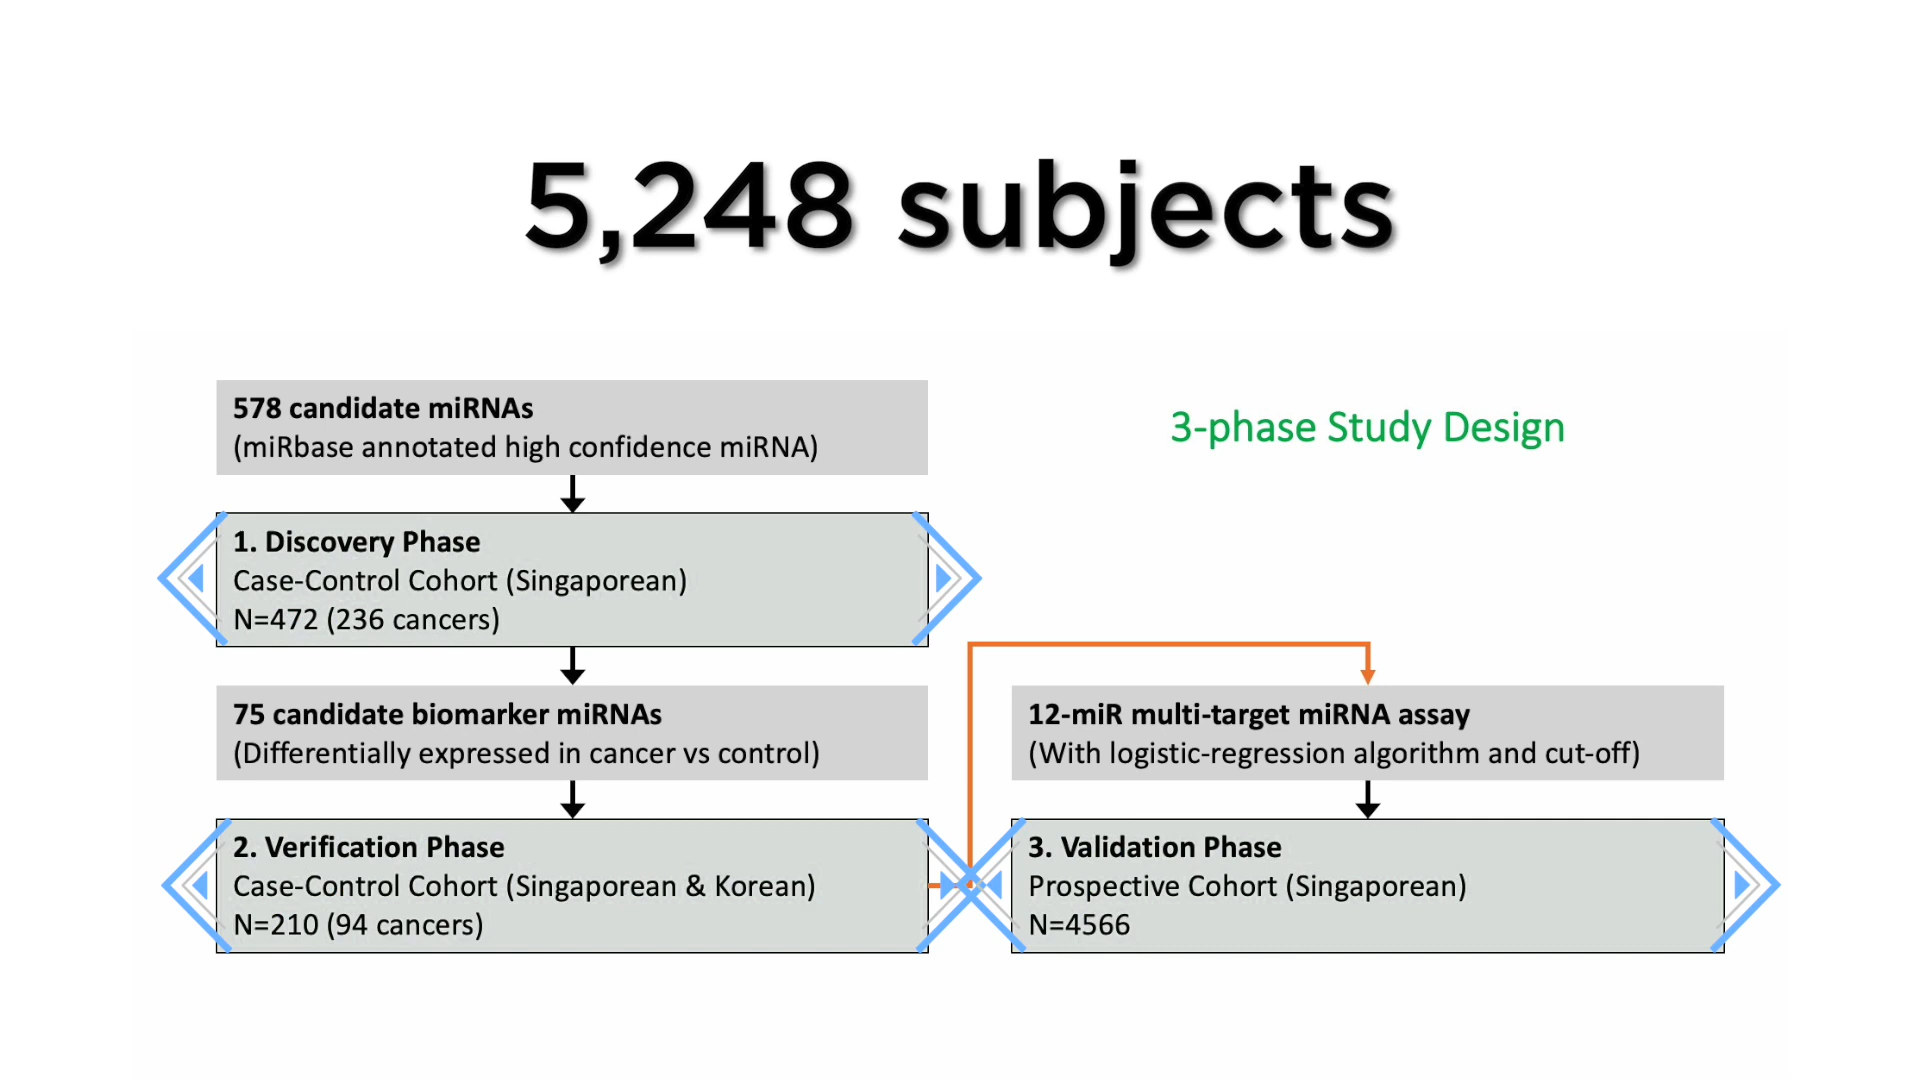 5,248 subjects
3-phase Study Design
578 candidate miRNAs
(miRbase annotated high confidence miRNA)
1. Discovery Phase
Case-Control Cohort (Singaporean)
N=472 (236 cancers)
75 candidate biomarker miRNAs
(Differentially expressed in cancer vs control)
2. Verification Phase
Case-Control Cohort (Singaporean & Korean)
N=210 (94 cancers)
12-miR multi-target miRNA assay
(With logistic-regression algorithm and cut-off)
3. Validation Phase
Prospective Cohort (Singaporean)
N=4566